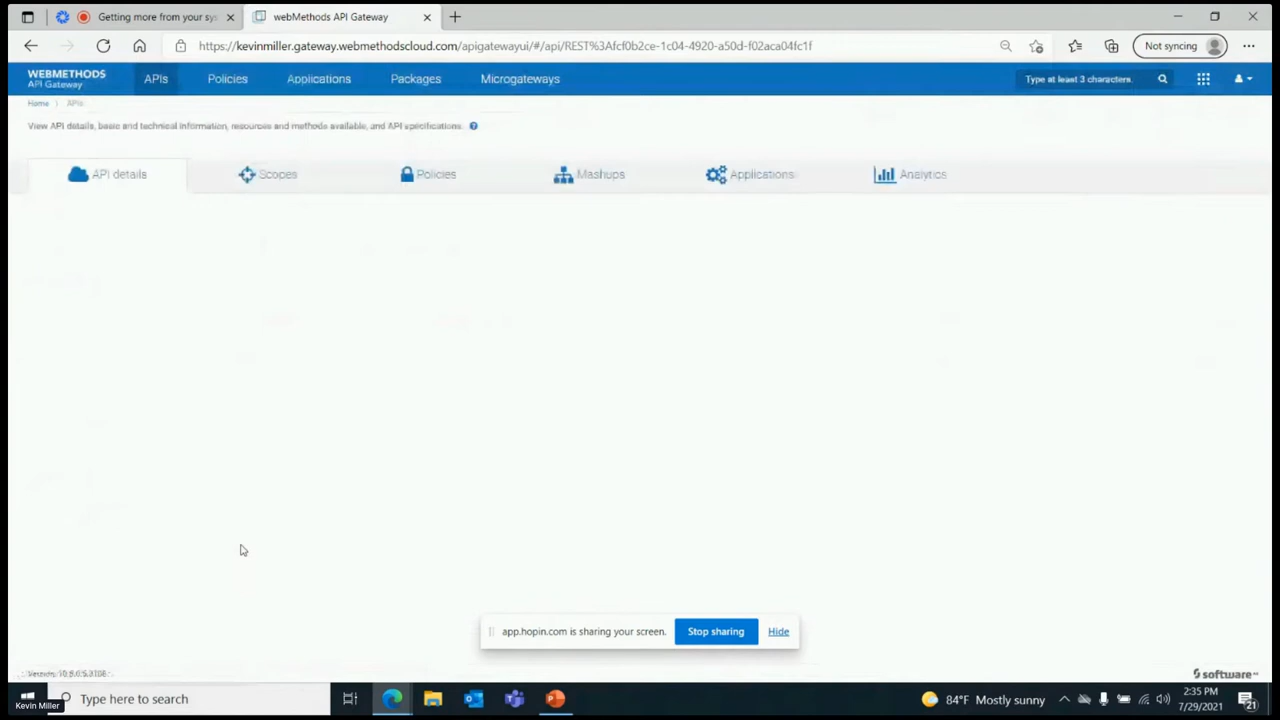 Getting more from your sys
webMethods API Gateway
https://kevinmiller.gateway.webmethodscloud.com/apigatewayui/#/api/REST%3Afcf0b2ce-1c04-4920-a50d-f02aca04fc1f
Not syncing
WEBMETHODS
API Gateway
APIs
Policies
Applications
Packages
Microgateways
Type at least 3 characters
Home
APIs
View API details, basic and technical information, resources and methods available, and API specifications.
API details
Scopes
Policies
Mashups
Applications
Analytics
app.hopin.com is sharing your screen.
Stop sharing
Hide
software AG
Type here to search
84°F Mostly sunny
2:35 PM
7/29/2021
21
Kevin Miller